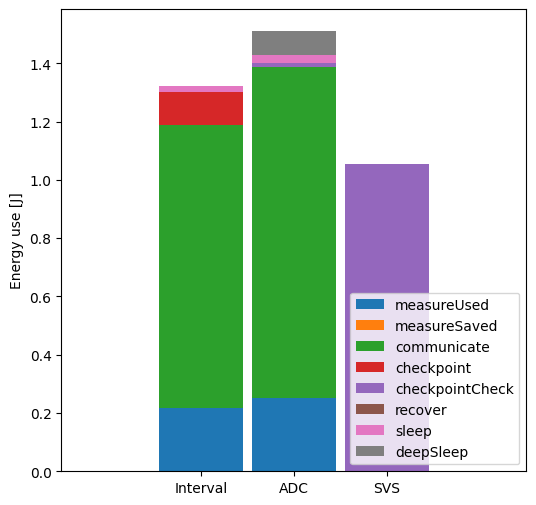 Energy use [J]
1.4
1.2
1.0
0.8
0.6
0.4
0.2
0.0
measureUsed
measureSaved
communicate
checkpoint
checkpointCheck
recover
sleep
deepSleep
Interval
ADC
SVS